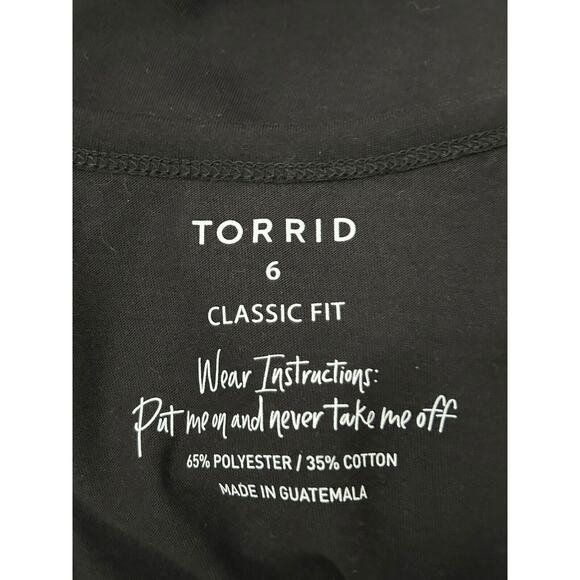 TORRID
6
CLASSIC FIT
Wear Instructions:
Put me on and never take me off
65% POLYESTER / 35% COTTON
MADE IN GUATEMALA